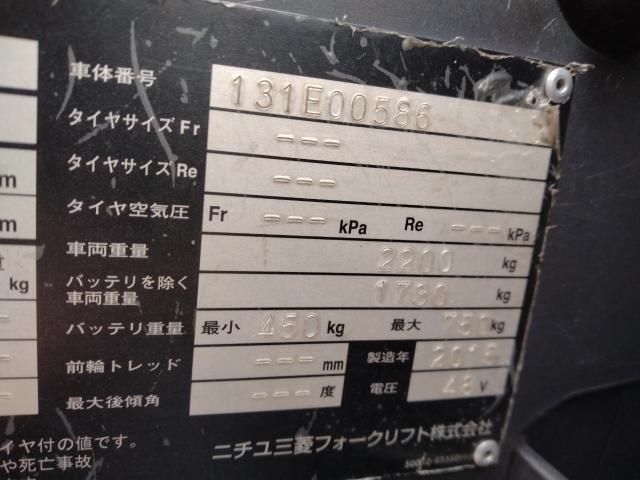 車体番号 131E00586
タイヤサイズ Fr ---
タイヤサイズ Re ---
タイヤ空気圧 Fr --- kPa Re --- kPa
m
m
車両重量 2200 kg
バッテリを除く
車両重量 1730 kg
kg
バッテリ重量 最小 450 kg 最大 750 kg
前輪トレッド --- mm 製造年
最大後傾角 --- 度 電圧 48 V
イヤ付の値です。
や死亡事故
ニチユ三菱フォークリフト株式会社